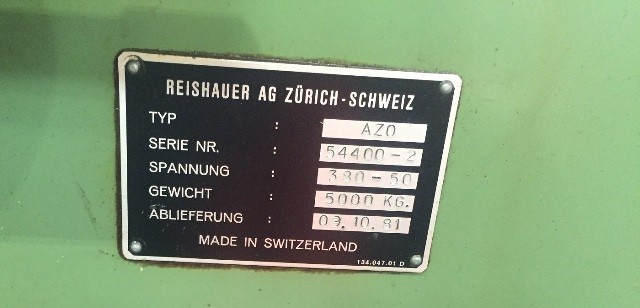 REISHAUER AG ZÜRICH-SCHWEIZ
TYP : AZO
SERIE NR. : 54400-2
SPANNUNG : 380-50
GEWICHT : 5000 KG.
ABLIEFERUNG : 09.10.81
MADE IN SWITZERLAND
134.047.01 D